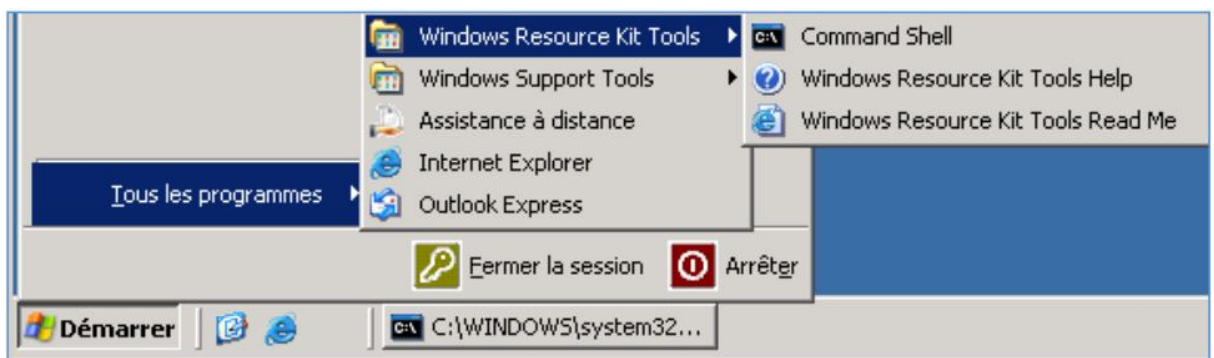 Windows Resource Kit Tools
Command Shell
Windows Support Tools
Windows Resource Kit Tools Help
Assistance à distance
Windows Resource Kit Tools Read Me
Internet Explorer
Tous les programmes
Outlook Express
Fermer la session
Arrêter
Démarrer
C:\WINDOWS\system32...